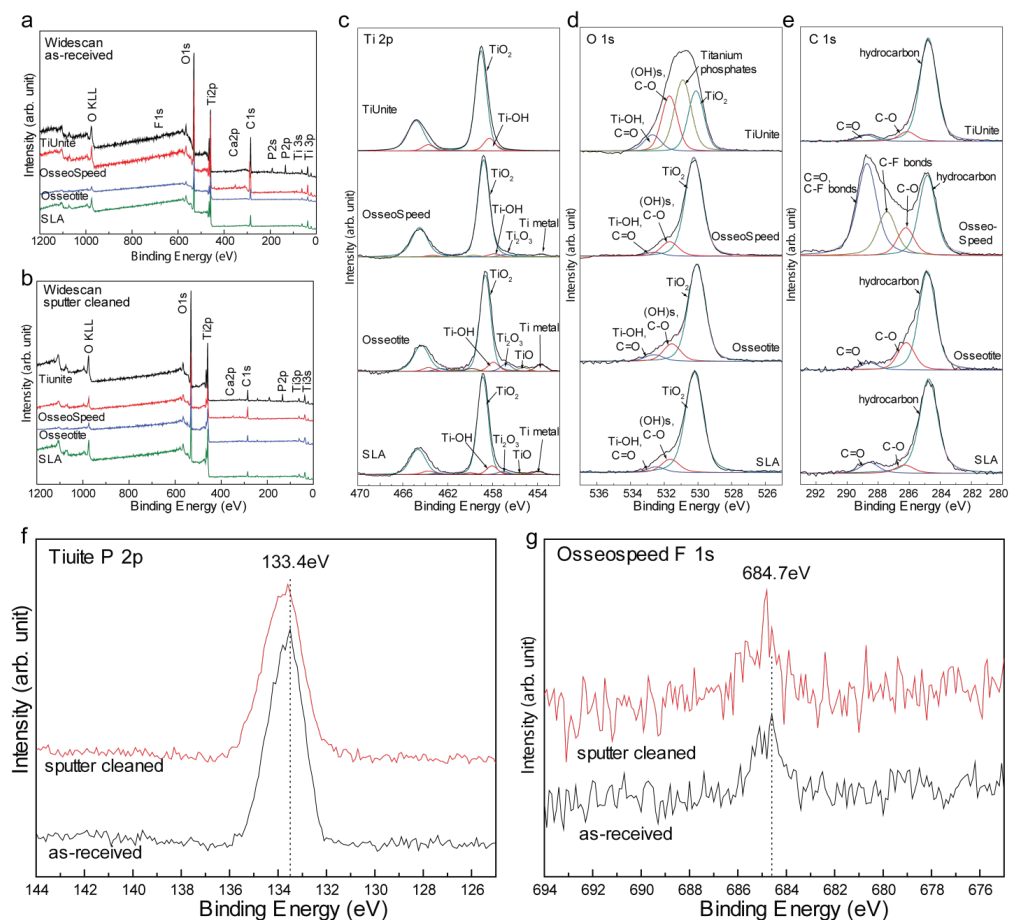 a
Widescan
as-received
O KLL
F1s
O1s
Ti2p
Ca2p
C1s
P2s
P2p
Ti 3s
Ti 3p
TiUnite
OsseoSpeed
Osseotite
SLA
Intensity (arb. unit)
1200 1000 800 600 400 200 0
Binding Energy (eV)
b
Widescan
sputter cleaned
O KLL
O1s
Ti2p
Ca2p
C1s
P2p
Ti3p
Ti3s
Tiunite
OsseoSpeed
Osseotite
SLA
Intensity (arb. unit)
1200 1000 800 600 400 200 0
Binding Energy (eV)
c
Ti 2p
TiO2
Ti-OH
TiUnite
TiO2
Ti-OH
Ti2O3
Ti metal
OsseoSpeed
TiO2
Ti-OH
Ti2O3
TiO
Ti metal
Osseotite
TiO2
Ti-OH
Ti2O3
TiO
Ti metal
SLA
Intensity (arb. unit)
470 466 462 458 454
Binding Energy (eV)
d
O 1s
Titanium
phosphates
(OH)s,
C-O
TiO2
Ti-OH,
C=O
TiUnite
TiO2
(OH)s,
C-O
Ti-OH,
C=O
OsseoSpeed
TiO2
(OH)s,
C-O
Ti-OH,
C=O
Osseotite
TiO2
(OH)s,
C-O
Ti-OH,
C=O
SLA
Intensity (arb. unit)
536 534 530 528 526
Binding Energy (eV)
e
C 1s
hydrocarbon
C=O
C-O
TiUnite
C-F bonds
C=O,
C-F bonds
C-O
hydrocarbon
Osseo-
Speed
hydrocarbon
C-O
C=O
Osseotite
hydrocarbon
C-O
C=O
SLA
Intensity (arb. unit)
292 290 288 286 284 282 280
Binding Energy (eV)
f
Tiuite P 2p
133.4eV
sputter cleaned
as-received
Intensity (arb. unit)
144 142 140 138 136 134 132 130 128 126
Binding Energy (eV)
g
Osseospeed F 1s
684.7eV
sputter cleaned
as-received
Intensity (arb. unit)
694 692 690 688 686 684 682 680 678 676
Binding Energy (eV)